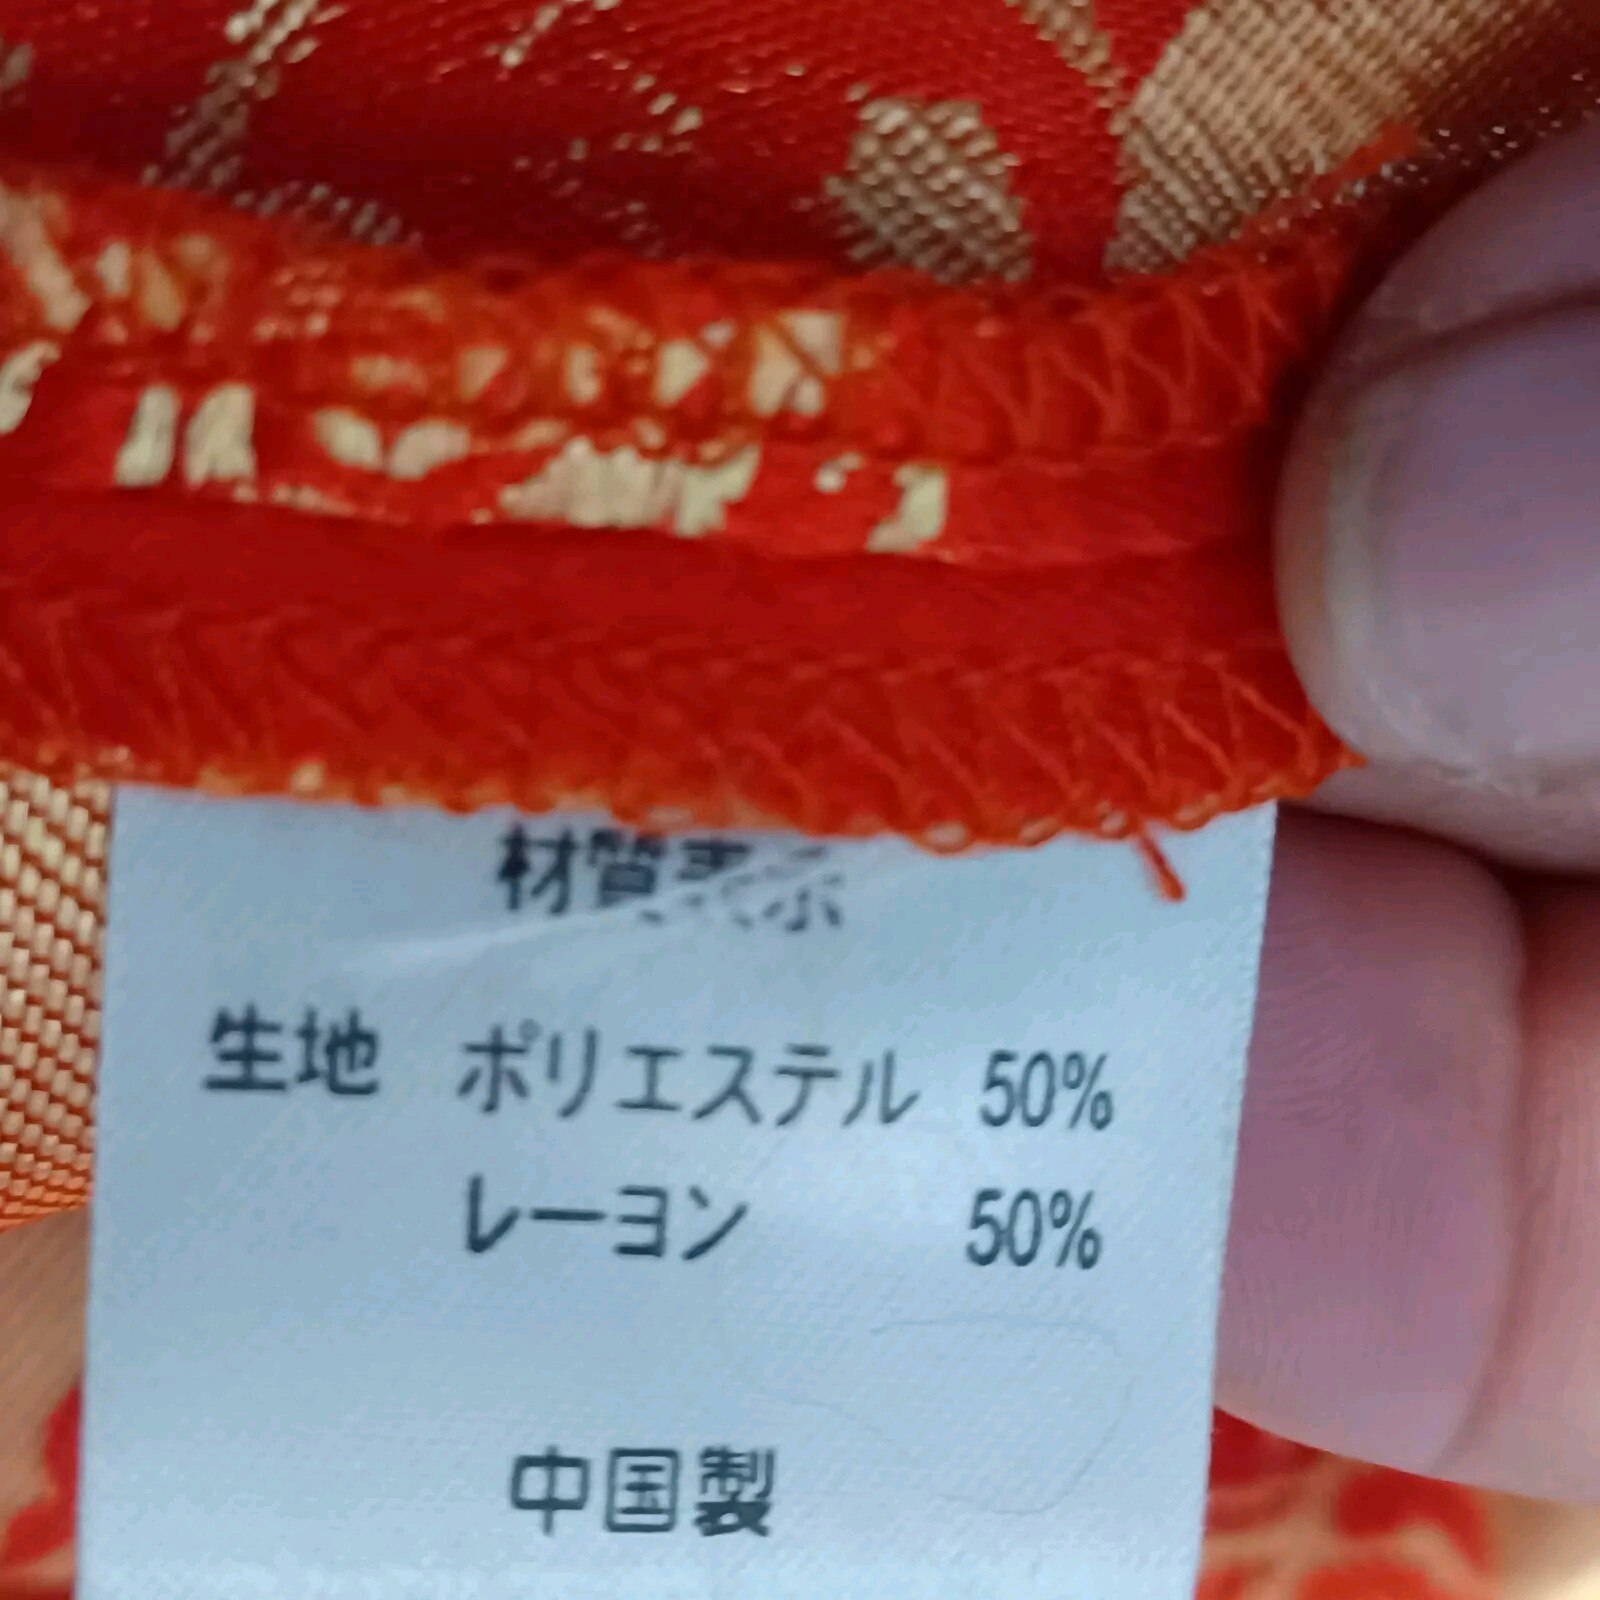 材質表示
生地 ポリエステル 50%
レーヨン 50%
中国製